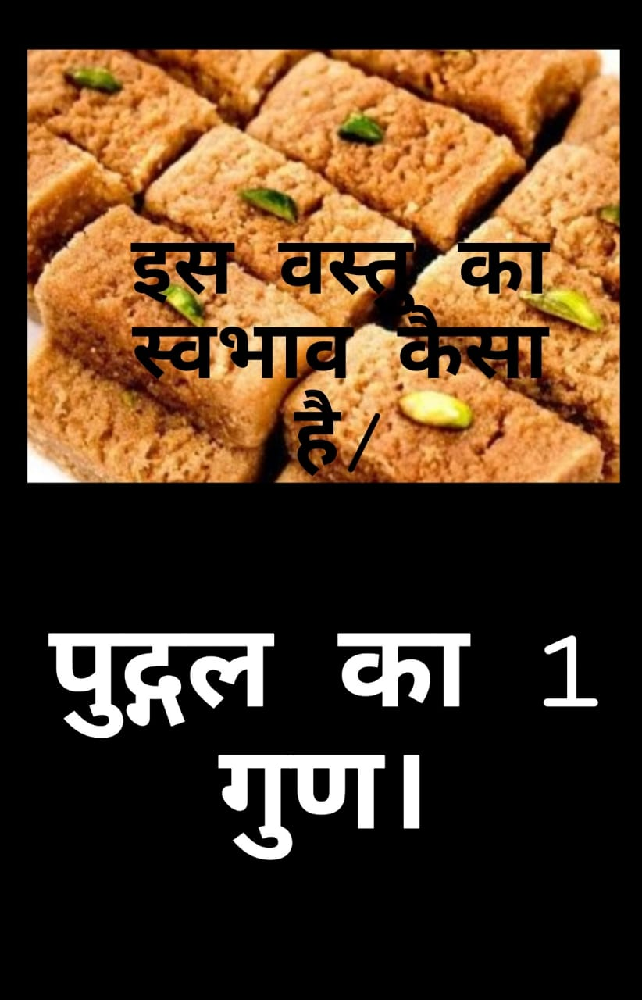 इस वस्तु का
स्वभाव कैसा
है/
पुद्गल का 1
गुण।